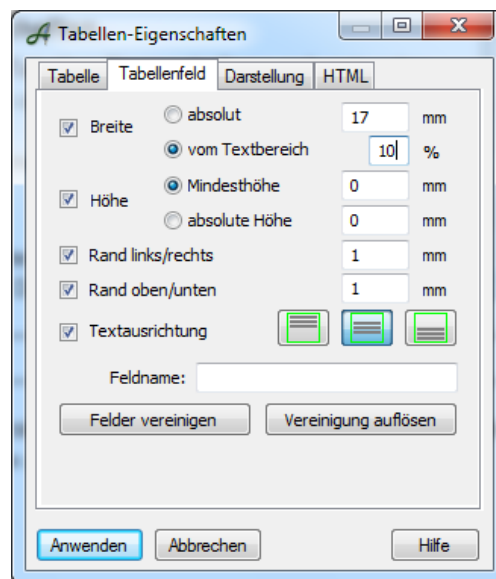 Tabellen-Eigenschaften
Tabelle Tabellenfeld Darstellung HTML
Breite absolut 17 mm
vom Textbereich 10 %
Höhe Mindesthöhe 0 mm
absolute Höhe 0 mm
Rand links/rechts 1 mm
Rand oben/unten 1 mm
Textausrichtung
Feldname:
Felder vereinigen Vereinigung auflösen
Anwenden Abbrechen Hilfe